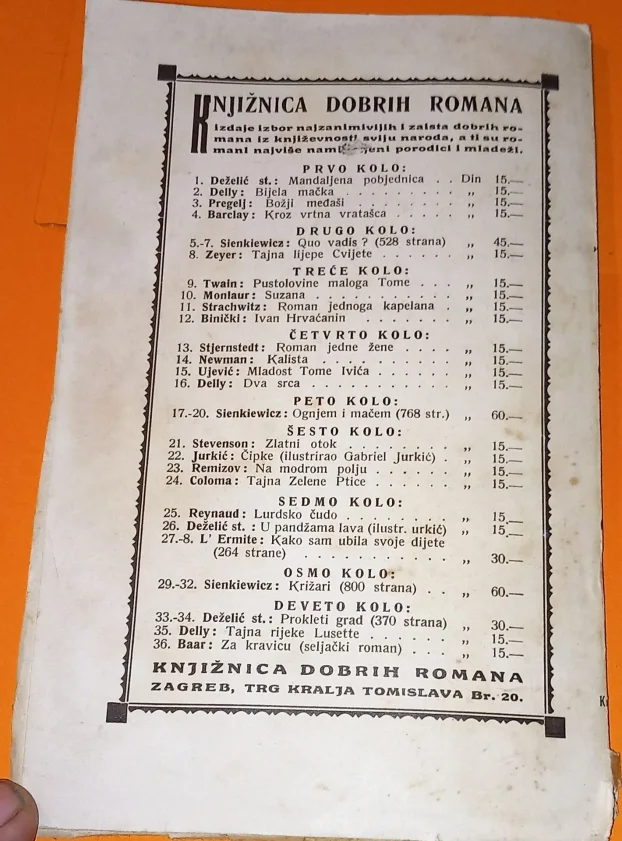 KNJIŽNICA DOBRIH ROMANA
izdaje izbor najzanimivijih i zaista dobrih ro-
mana iz književnosti sviju naroda, a ti su ro-
mani najviše porodici i mladeži.
PRVO KOLO:
1. Deželić st.: Mandaljena pobjednica . . Din 15.—
2. Delly: Bijela mačka . . . . . . „ 15.—
3. Pregelj: Božji međaši . . . . . . „ 15.—
4. Barclay: Kroz vrtna vratašca . . . . . „ 15.—
DRUGO KOLO:
5.-7. Sienkiewicz: Quo vadis ? (528 strana) „ 45.—
8. Zeyer: Tajna lijepe Cvijete . . . . . . „ 15.—
TREĆE KOLO:
9. Twain: Pustolovine maloga Tome . . . „ 15.—
10. Monlaur: Suzana . . . . . . . . . . „ 15.—
11. Strachwitz: Roman jednoga kapelana . „ 15.—
12. Binički: Ivan Hrvaćanin . . . . . . . „ 15.—
ČETVRTO KOLO:
13. Stjernstedt: Roman jedne žene . . . . „ 15.—
14. Newman: Kalista . . . . . . . . . . „ 15.—
15. Ujević: Mladost Tome Ivića . . . . . . „ 15.—
16. Delly: Dva srca . . . . . . . . . . . „ 15.—
PETO KOLO:
17.-20. Sienkiewicz: Ognjem i mačem (768 str.) „ 60.—
ŠESTO KOLO:
21. Stevenson: Zlatni otok . . . . . . . . „ 15.—
22. Jurkić: Čipke (ilustrirao Gabriel Jurkić) . „ 15.—
23. Remizov: Na modrom polju . . . . . . „ 15.—
24. Coloma: Tajna Zelene Ptice . . . . . . „ 15.—
SEDMO KOLO:
25. Reynaud: Lurdsko čudo . . . . . . . . „ 15.—
26. Deželić st. : U pandžama lava (ilustr. urkić) „ 15.—
27.-8. L' Ermite: Kako sam ubila svoje dijete
(264 strane) . . . . . . . . . . . „ 30.—
OSMO KOLO:
29.-32. Sienkiewicz: Križari (800 strana) . . „ 60.—
DEVETO KOLO:
33.-34. Deželić st.: Prokleti grad (370 strana) „ 30.—
35. Delly: Tajna rijeke Lusette . . . . . . „ 15.—
36. Baar: Za kravicu (seljački roman) . . . „ 15.—
KNJIŽNICA DOBRIH ROMANA
ZAGREB, TRG KRALJA TOMISLAVA Br. 20.